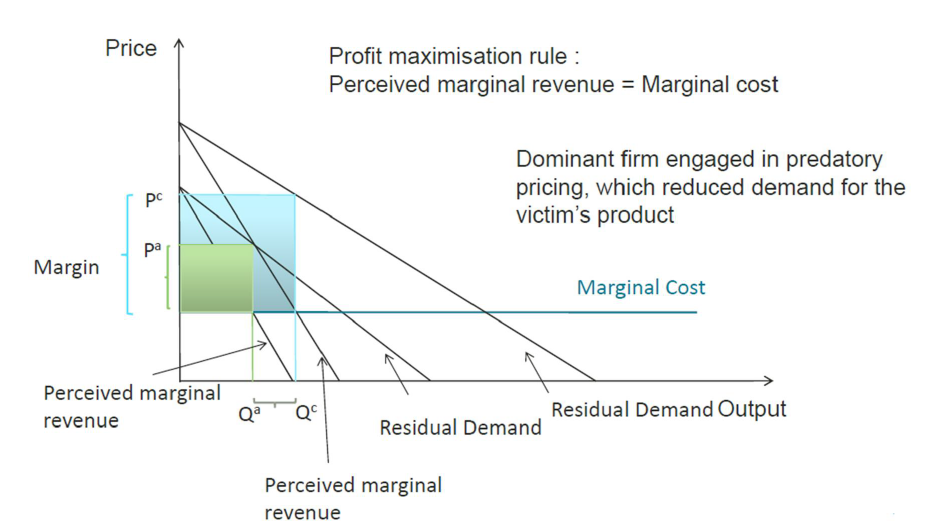 Price
Profit maximisation rule :
Perceived marginal revenue = Marginal cost
Dominant firm engaged in predatory
pricing, which reduced demand for the
victim's product
Pᶜ
Pᵃ
Margin
Marginal Cost
Perceived marginal
revenue
Qᵃ
Qᶜ
Residual Demand
Residual Demand
Output
Perceived marginal
revenue